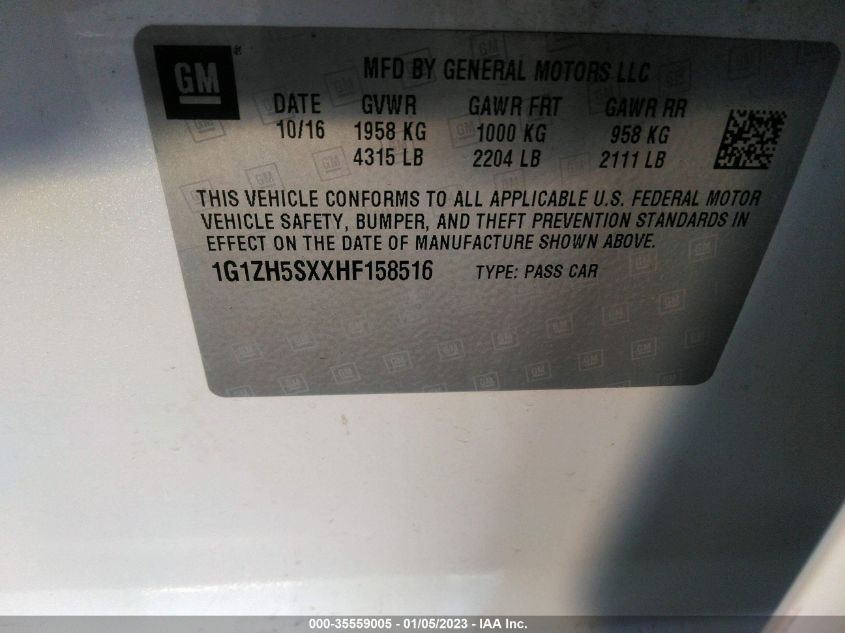 GM
MFD BY GENERAL MOTORS LLC
DATE GVWR GAWR FRT GAWR RR
10/16 1958 KG 1000 KG 958 KG
4315 LB 2204 LB 2111 LB
THIS VEHICLE CONFORMS TO ALL APPLICABLE U.S. FEDERAL MOTOR
VEHICLE SAFETY, BUMPER, AND THEFT PREVENTION STANDARDS IN
EFFECT ON THE DATE OF MANUFACTURE SHOWN ABOVE.
1G1ZH5SXXHF158516 TYPE: PASS CAR
000-35559005 - 01/05/2023 - IAA Inc.